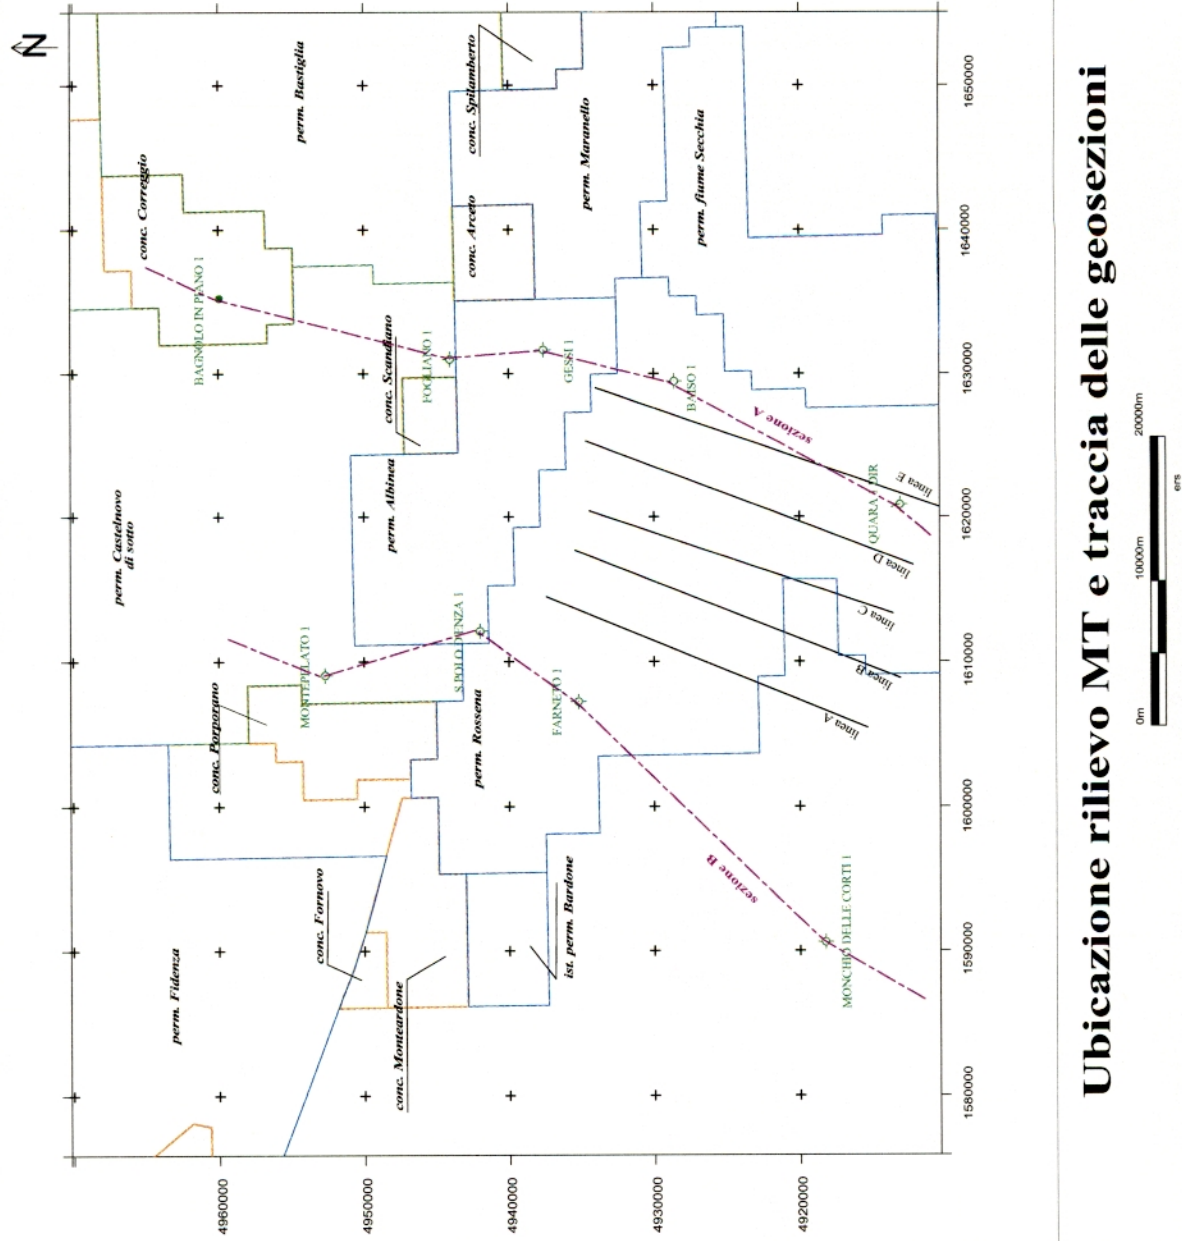 N
perm. Bastiglia
conc. Spilamberto
conc. Correggio
perm. Maranello
perm. fiume Secchia
conc. Arceto
BAGNOLO IN PIANO 1
conc. Scandiano
FOGLIANO 1
GESSI 1
BAISO 1
sezione A
perm. Castelnovo
di sotto
perm. Albinea
QUARA 1 DIR
linea E
linea D
linea C
linea B
linea A
MONTEPELATO 1
S.POLO D'ENZA 1
FARNETO 1
conc. Porporano
perm. Rossena
sezione B
MONCHIO DELLE CORTI 1
perm. Fidenza
conc. Fornovo
conc. Monteardone
ist. perm. Bardone
1650000
1640000
1630000
1620000
1610000
1600000
1590000
1580000
4960000
4950000
4940000
4930000
4920000
Ubicazione rilievo MT e traccia delle geosezioni
0m
10000m
20000m
ers